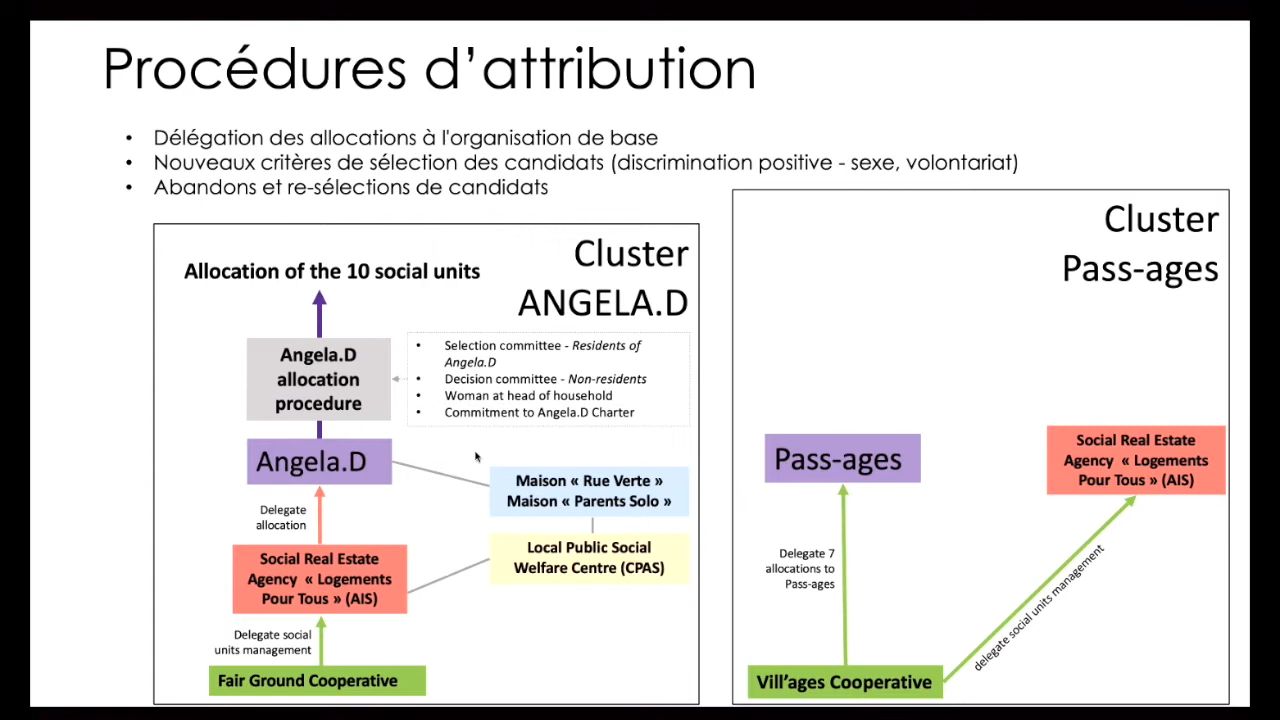 Procédures d'attribution
• Délégation des allocations à l'organisation de base
• Nouveaux critères de sélection des candidats (discrimination positive - sexe, volontariat)
• Abandons et re-sélections de candidats
Cluster
ANGELA.D
Allocation of the 10 social units
Angela.D
allocation
procedure
• Selection committee - Residents of
Angela.D
• Decision committee - Non-residents
• Woman at head of household
• Commitment to Angela.D Charter
Angela.D
Maison « Rue Verte »
Maison « Parents Solo »
Delegate
allocation
Local Public Social
Welfare Centre (CPAS)
Social Real Estate
Agency « Logements
Pour Tous » (AIS)
Delegate social
units management
Fair Ground Cooperative
Cluster
Pass-ages
Pass-ages
Social Real Estate
Agency « Logements
Pour Tous » (AIS)
Delegate 7
allocations to
Pass-ages
delegate social units management
Vill'ages Cooperative